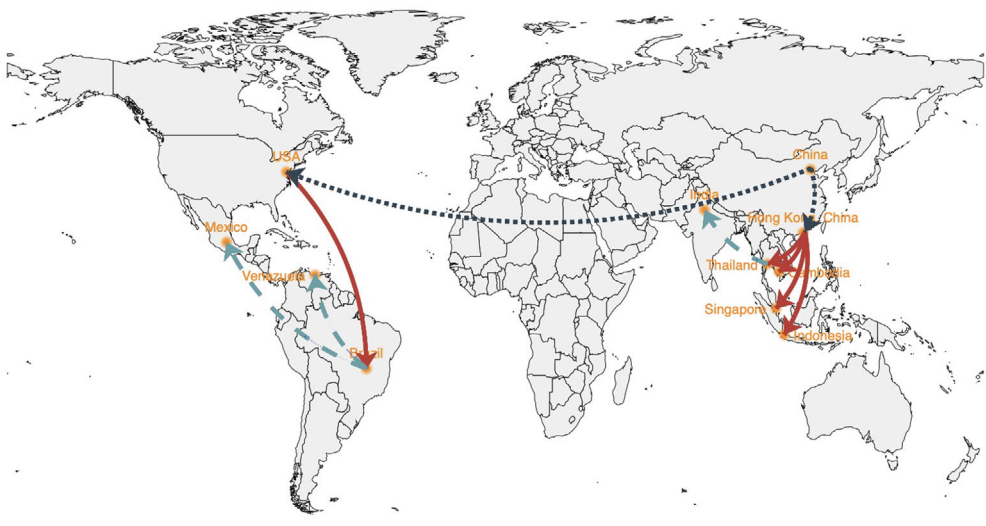 USA
China
India
Mexico
Hong Kong, China
Venezuela
Thailand
Cambodia
Singapore
Indonesia
Brazil